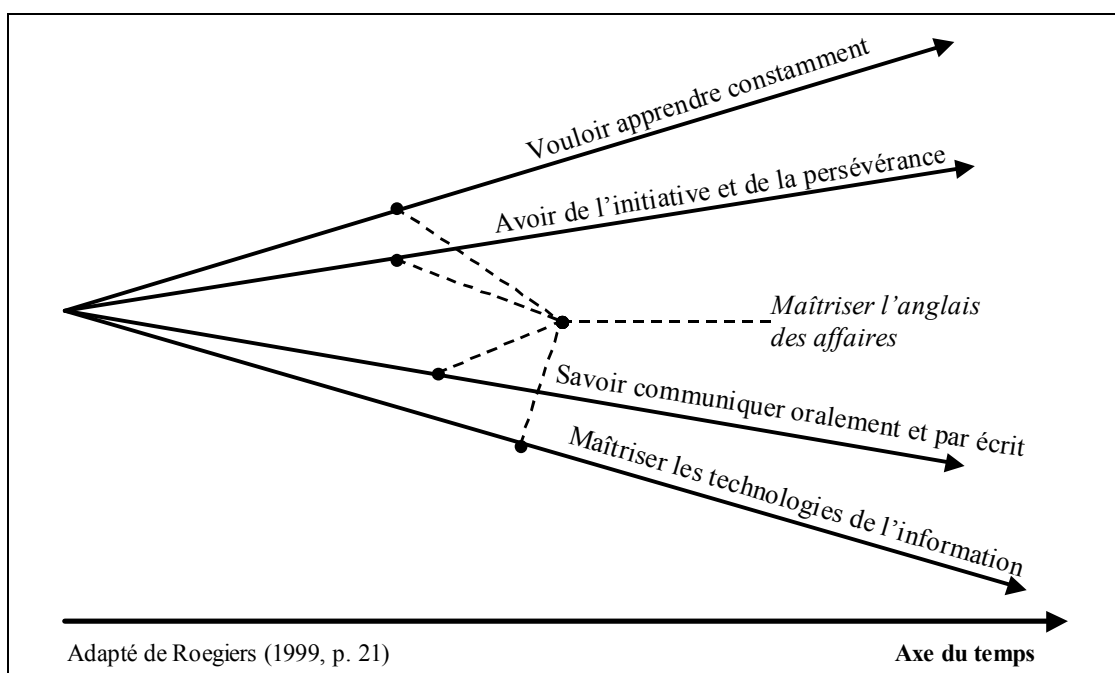 Vouloir apprendre constamment
Avoir de l’initiative et de la persévérance
Maîtriser l’anglais
des affaires
Savoir communiquer oralement et par écrit
Maîtriser les technologies de l’information
Adapté de Roegiers (1999, p. 21)
Axe du temps